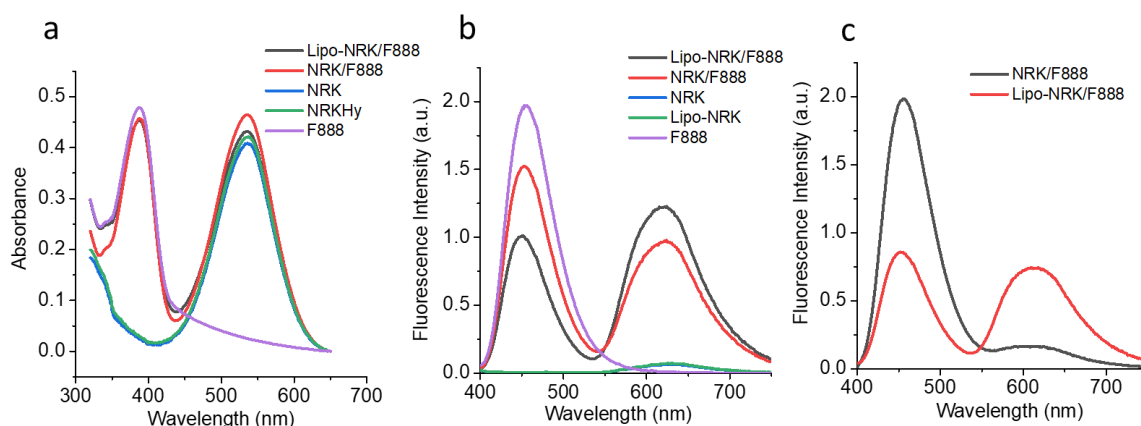 a
Lipo-NRK/F888
NRK/F888
NRK
NRKHy
F888
0.5
0.4
0.3
0.2
0.1
0.0
Absorbance
300 400 500 600 700
Wavelength (nm)
b
Lipo-NRK/F888
NRK/F888
NRK
Lipo-NRK
F888
2.0
1.5
1.0
0.5
0.0
Fluorescence Intensity (a.u.)
400 500 600 700
Wavelength (nm)
c
NRK/F888
Lipo-NRK/F888
2.0
1.5
1.0
0.5
0.0
Fluorescence Intensity (a.u.)
400 500 600 700
Wavelength (nm)